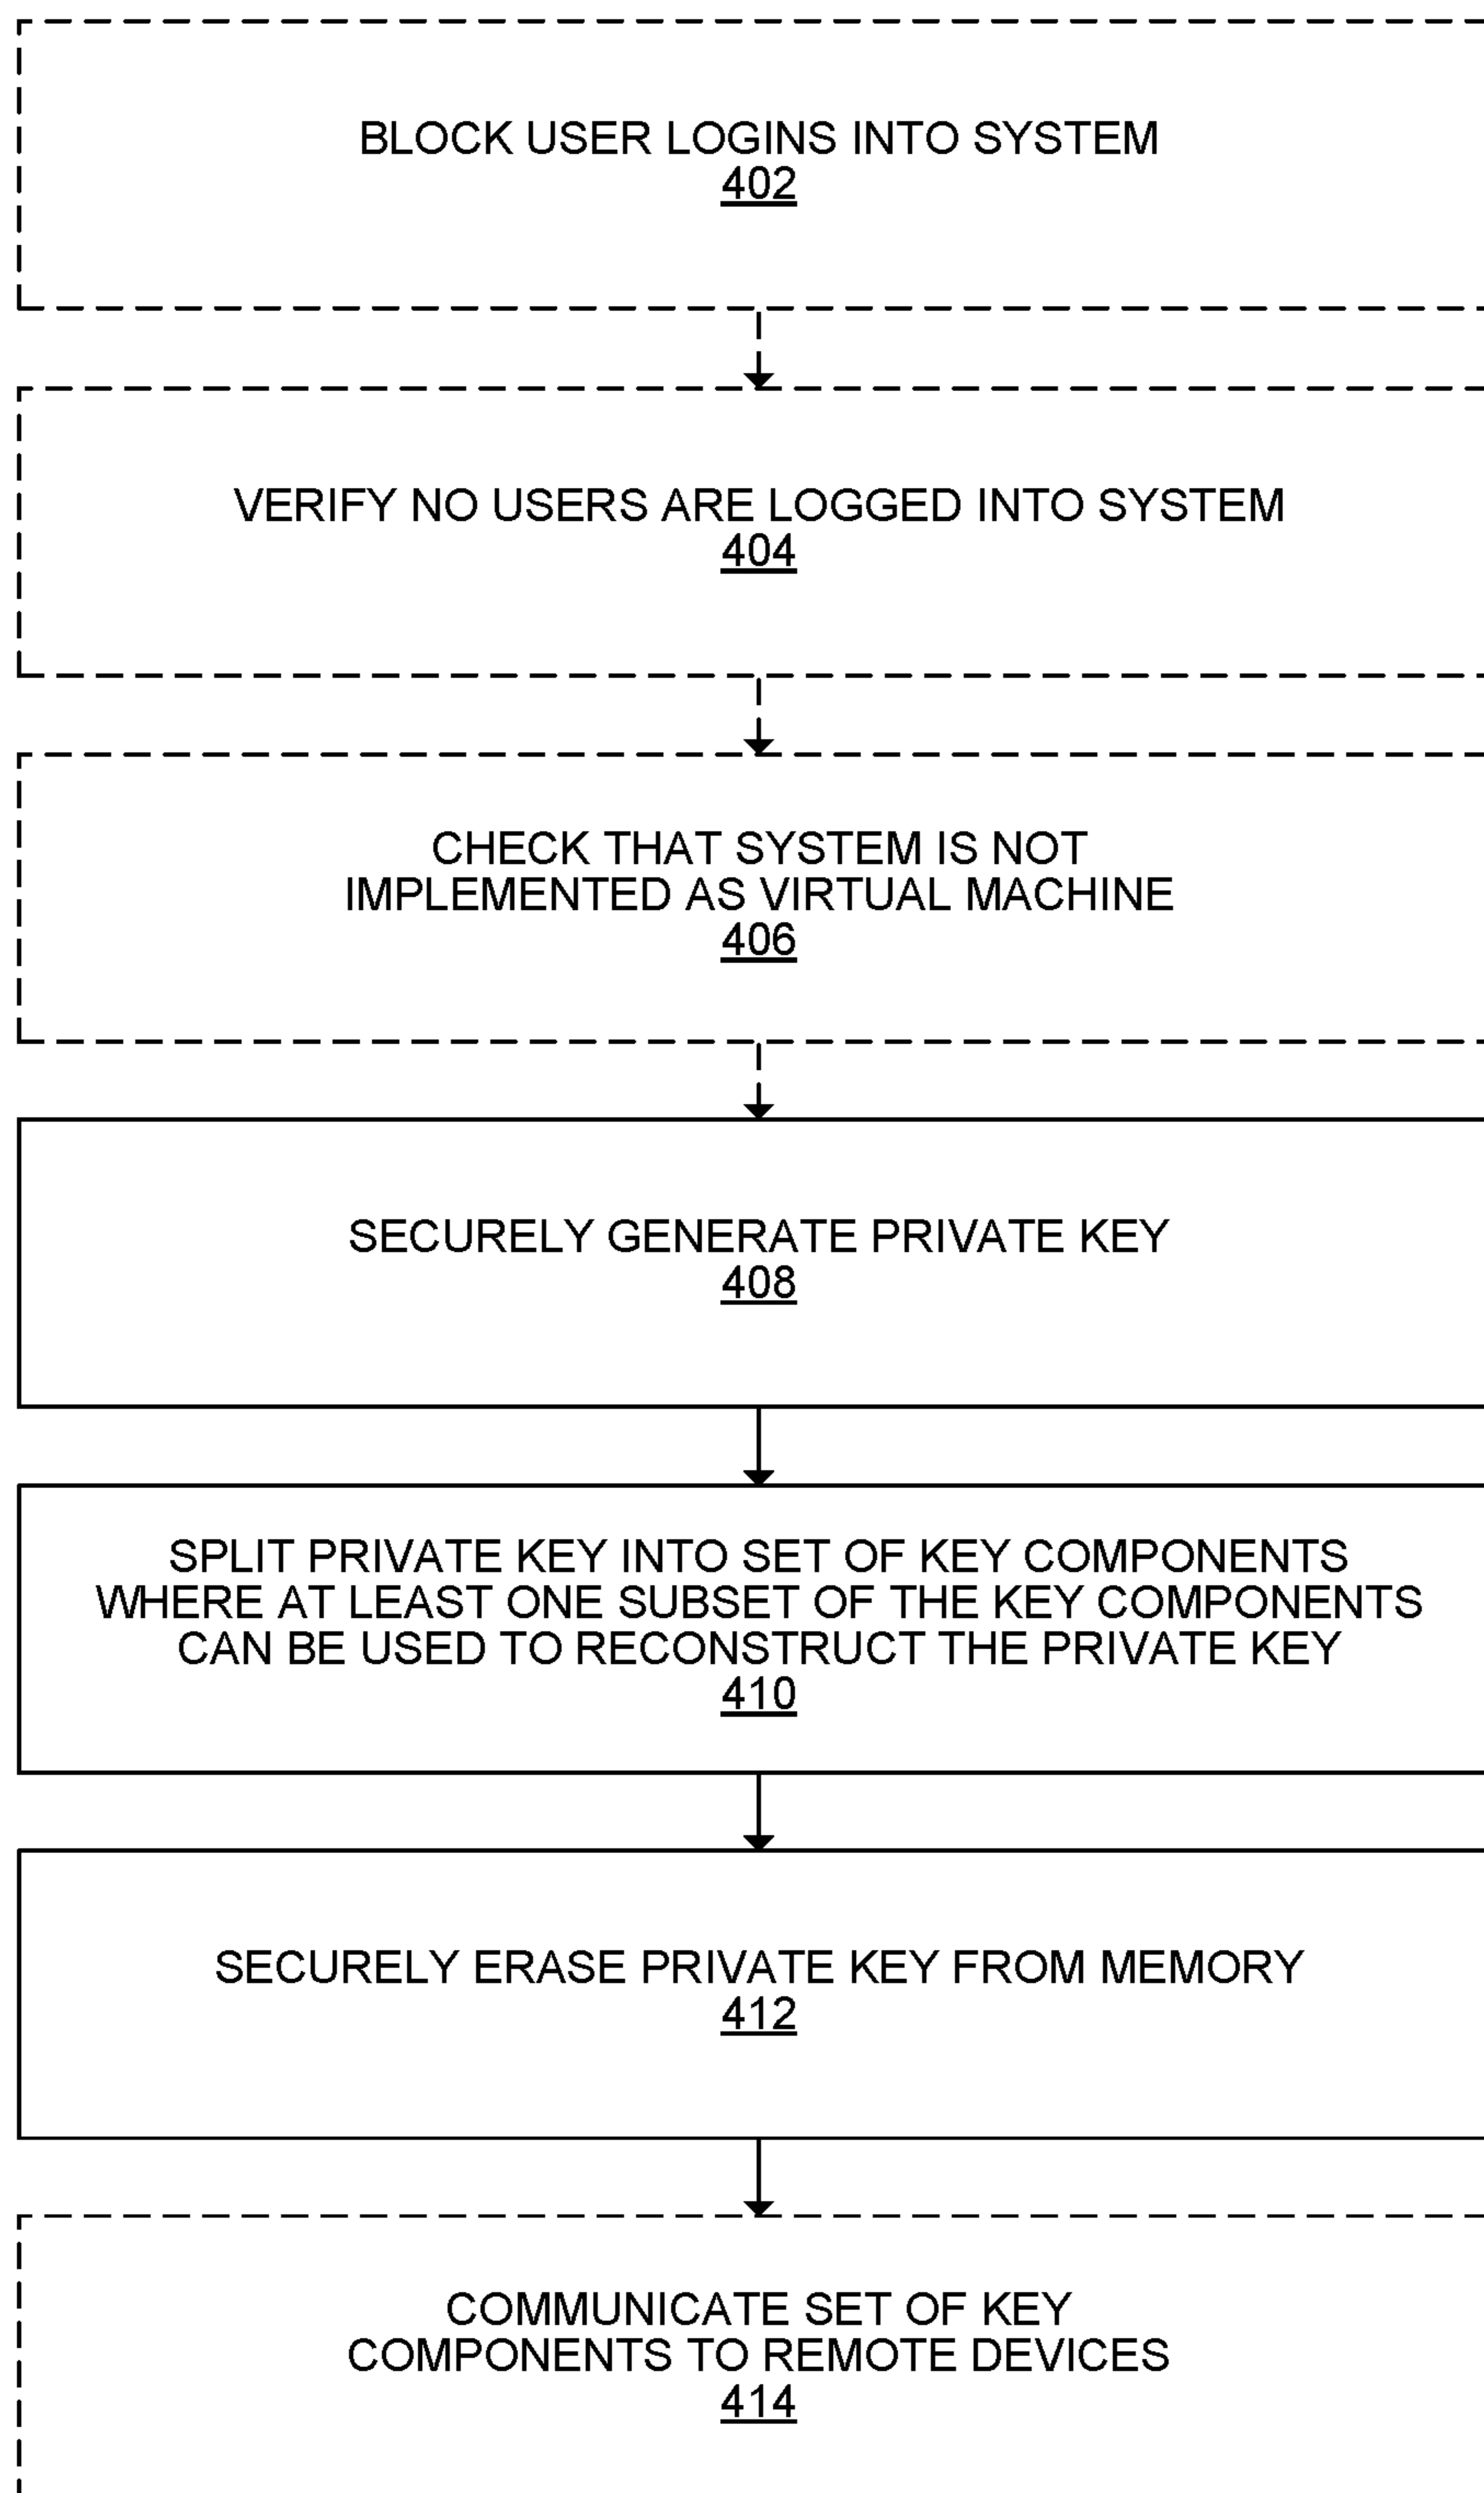 BLOCK USER LOGINS INTO SYSTEM
402
VERIFY NO USERS ARE LOGGED INTO SYSTEM
404
CHECK THAT SYSTEM IS NOT
IMPLEMENTED AS VIRTUAL MACHINE
406
SECURELY GENERATE PRIVATE KEY
408
SPLIT PRIVATE KEY INTO SET OF KEY COMPONENTS
WHERE AT LEAST ONE SUBSET OF THE KEY COMPONENTS
CAN BE USED TO RECONSTRUCT THE PRIVATE KEY
410
SECURELY ERASE PRIVATE KEY FROM MEMORY
412
COMMUNICATE SET OF KEY
COMPONENTS TO REMOTE DEVICES
414